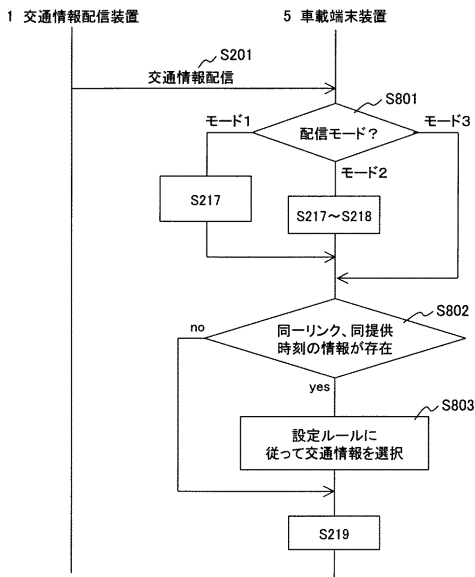 1 交通情報配信装置
5 車載端末装置
S201
交通情報配信
S801
モード1
配信モード?
モード3
モード2
S217
S217～S218
S802
no
同一リンク、同提供
時刻の情報が存在
yes
S803
設定ルールに
従って交通情報を選択
S219